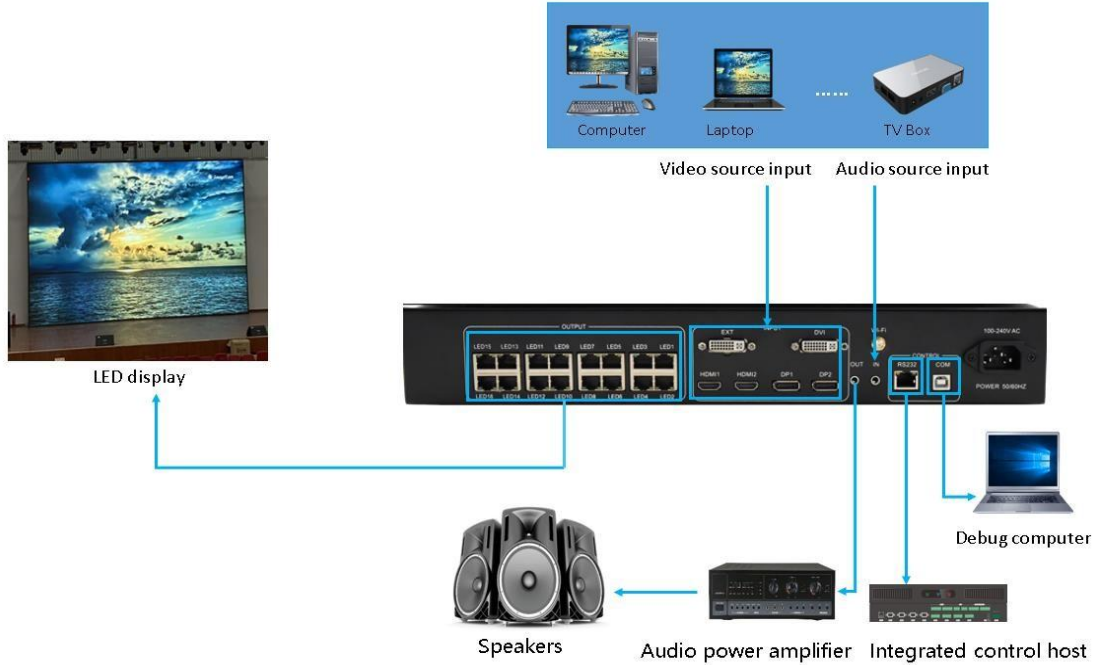 Computer
Laptop
......
TV Box
Video source input
Audio source input
LED display
OUTPUT
LED15 LED13 LED11 LED9 LED7 LED5 LED3 LED1
LED16 LED14 LED12 LED10 LED8 LED6 LED4 LED2
EXT
INPUT
DVI
HDMI1
HDMI2
DP1
DP2
Wi-Fi
OUT
IN
CONTROL
RS232
COM
100-240V AC
POWER 50/60HZ
Debug computer
Speakers
Audio power amplifier
Integrated control host